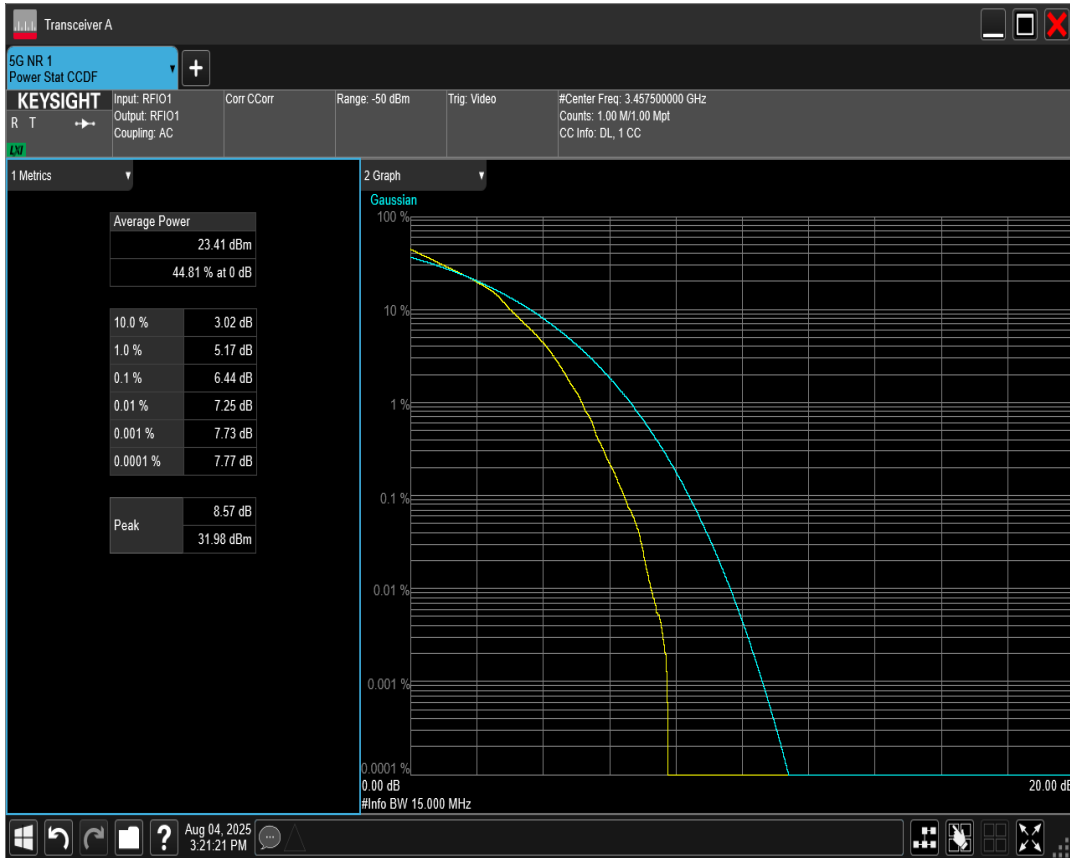 Transceiver A
5G NR 1
Power Stat CCDF
KEYSIGHT
R T
LXI
Input: RFIO1
Output: RFIO1
Coupling: AC
Corr CCorr
Range: -50 dBm
Trig: Video
#Center Freq: 3.457500000 GHz
Counts: 1.00 M/1.00 Mpt
CC Info: DL, 1 CC
1 Metrics
Average Power
23.41 dBm
44.81 % at 0 dB
10.0 % 3.02 dB
1.0 % 5.17 dB
0.1 % 6.44 dB
0.01 % 7.25 dB
0.001 % 7.73 dB
0.0001 % 7.77 dB
Peak
8.57 dB
31.98 dBm
2 Graph
Gaussian
100 %
10 %
1 %
0.1 %
0.01 %
0.001 %
0.0001 %
0.00 dB 20.00 dB
#Info BW 15.000 MHz
?
Aug 04, 2025
3:21:21 PM